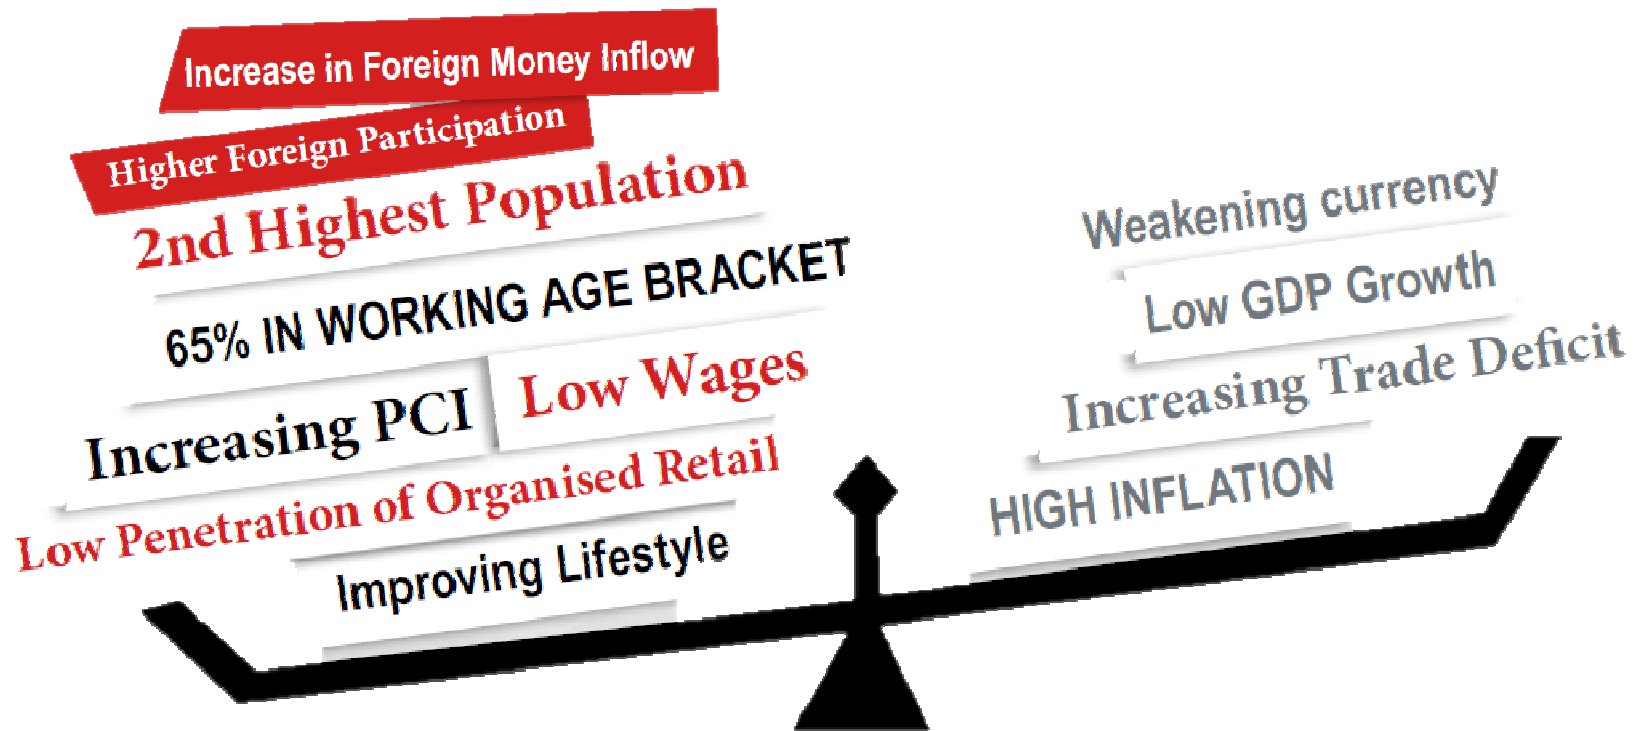 Increase in Foreign Money Inflow
Higher Foreign Participation
2nd Highest Population
65% IN WORKING AGE BRACKET
Increasing PCI
Low Wages
Low Penetration of Organised Retail
Improving Lifestyle
Weakening currency
Low GDP Growth
Increasing Trade Deficit
HIGH INFLATION